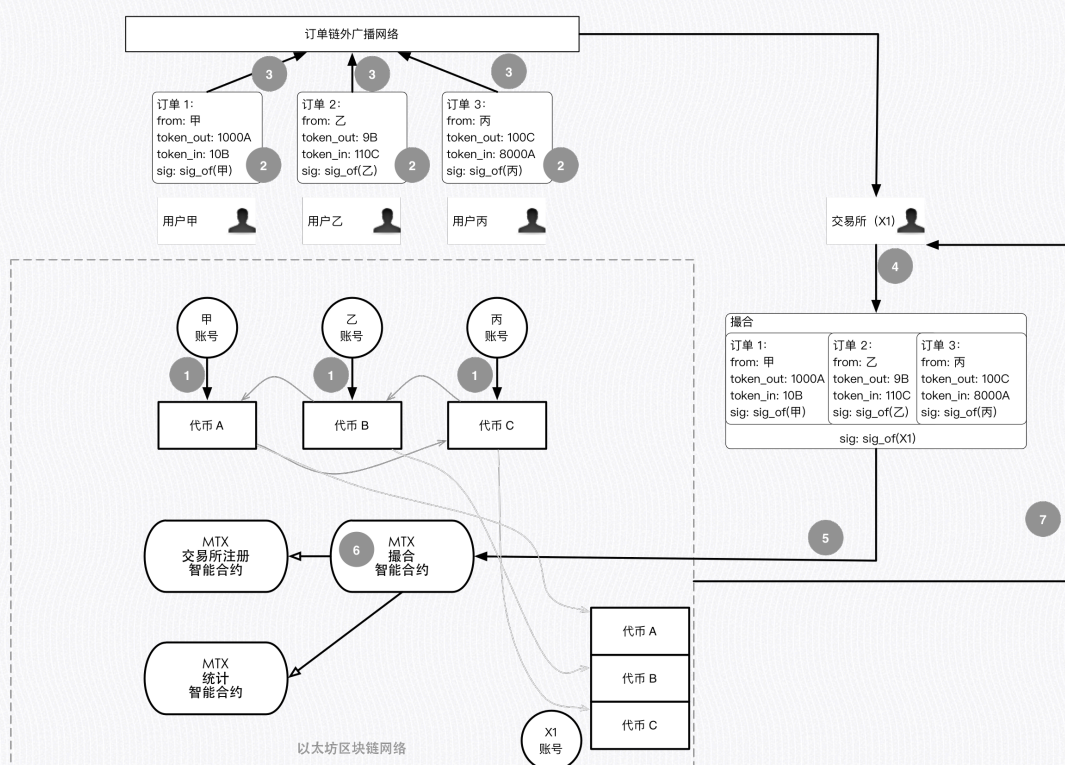 订单链外广播网络
3
3
3
订单 1：
from: 甲
token_out: 1000A
token_in: 10B
sig: sig_of(甲)
2
订单 2：
from: 乙
token_out: 9B
token_in: 110C
sig: sig_of(乙)
2
订单 3：
from: 丙
token_out: 100C
token_in: 8000A
sig: sig_of(丙)
2
用户甲
用户乙
用户丙
交易所（X1）
4
撮合
订单 1：
from: 甲
token_out: 1000A
token_in: 10B
sig: sig_of(甲)
订单 2：
from: 乙
token_out: 9B
token_in: 110C
sig: sig_of(乙)
订单 3：
from: 丙
token_out: 100C
token_in: 8000A
sig: sig_of(丙)
sig: sig_of(X1)
甲
账号
乙
账号
丙
账号
1
1
1
代币 A
代币 B
代币 C
5
7
MTX
交易所注册
智能合约
6
MTX
撮合
智能合约
MTX
统计
智能合约
代币 A
代币 B
代币 C
X1
账号
以太坊区块链网络